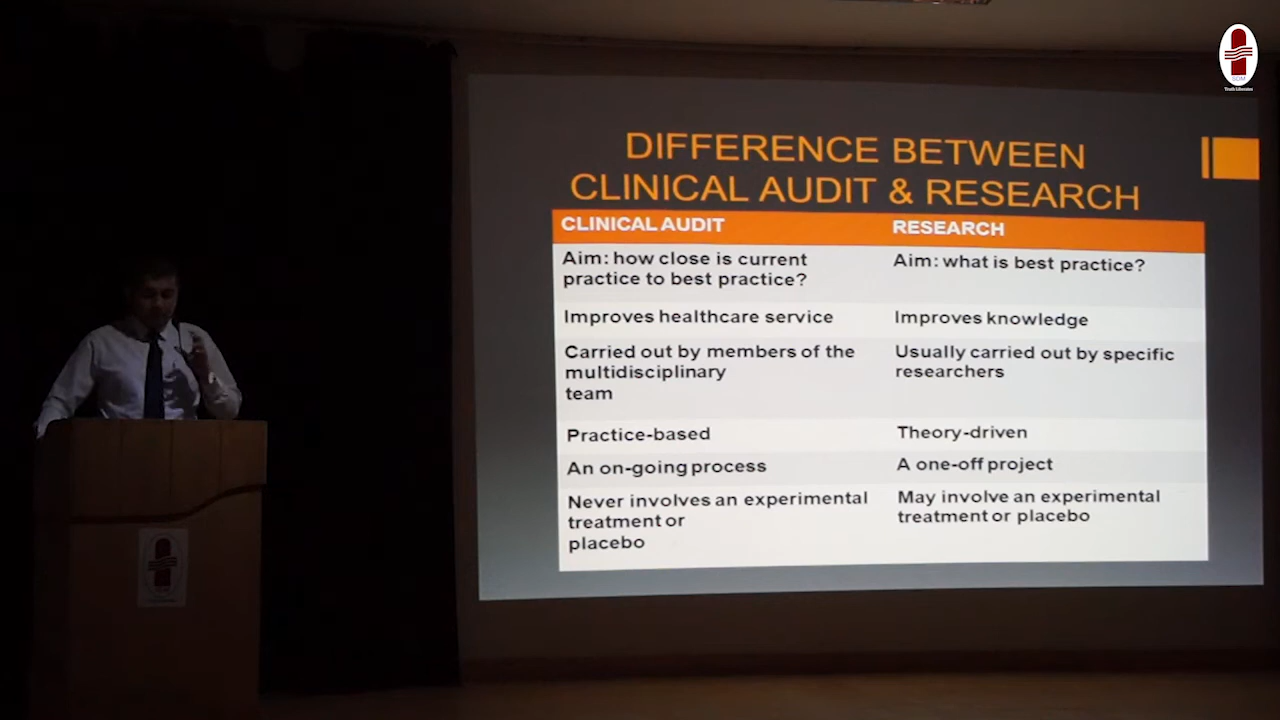 SDM
Truth Liberates
DIFFERENCE BETWEEN
CLINICAL AUDIT & RESEARCH
CLINICAL AUDIT
RESEARCH
Aim: how close is current
practice to best practice?
Aim: what is best practice?
Improves healthcare service
Improves knowledge
Carried out by members of the
multidisciplinary
team
Usually carried out by specific
researchers
Practice-based
Theory-driven
An on-going process
A one-off project
Never involves an experimental
treatment or
placebo
May involve an experimental
treatment or placebo